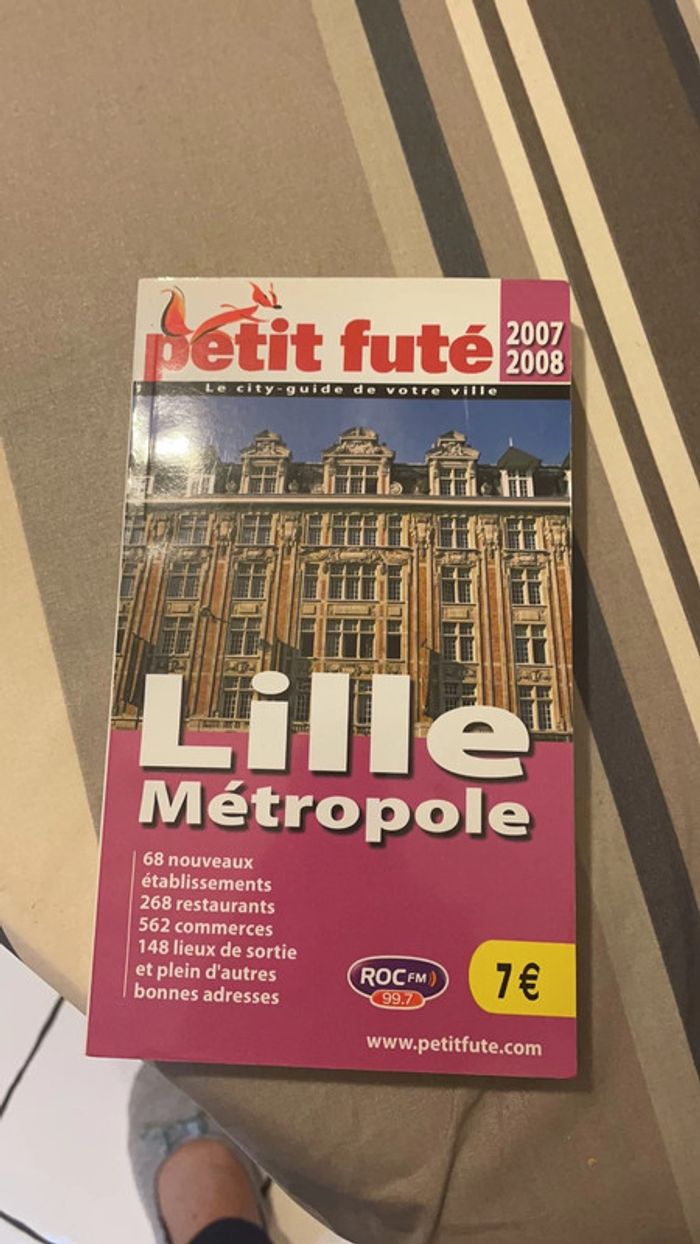 petit futé
2007
2008
Le city-guide de votre ville
Lille
Métropole
68 nouveaux
établissements
268 restaurants
562 commerces
148 lieux de sortie
et plein d'autres
bonnes adresses
ROC FM
99.7
7€
www.petitfute.com